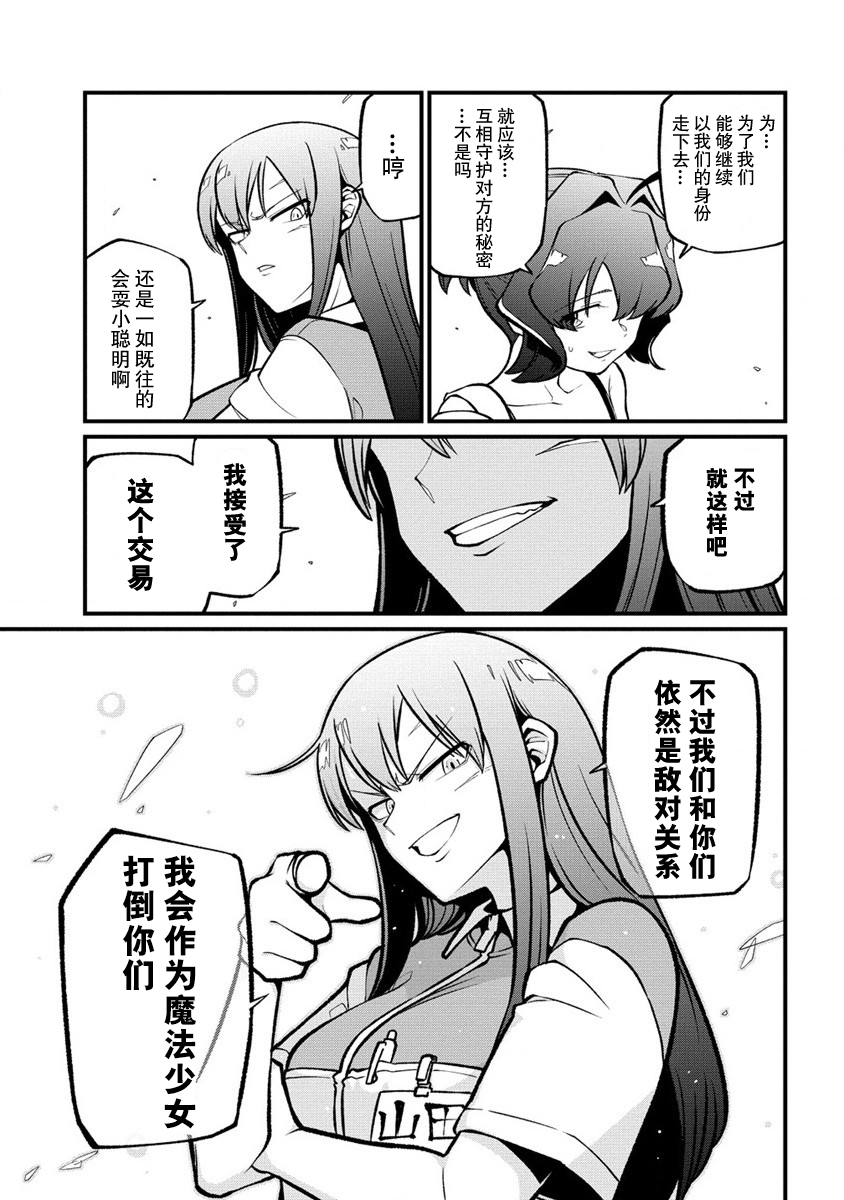 为…
为了我们
能够继续
以我们的身份
走下去…
就应该…
互相守护对方的秘密
…不是吗
…哼
还是一如既往的
会耍小聪明啊
不过
就这样吧
我接受了
这个交易
不过我们和你们
依然是敌对关系
我会作为魔法少女
打倒你们
山田